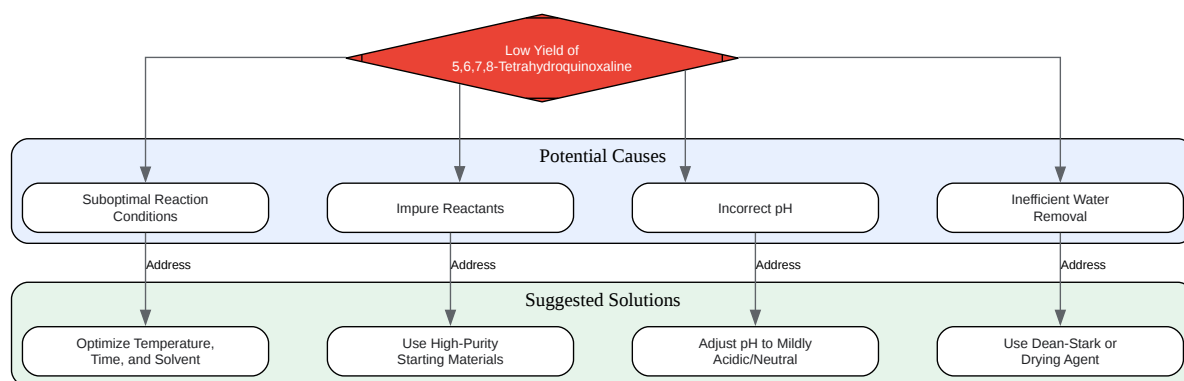 Low Yield of
5,6,7,8-Tetrahydroquinoxaline
Potential Causes
Suboptimal Reaction
Conditions
Impure Reactants
Incorrect pH
Inefficient Water
Removal
Address
Address
Address
Address
Suggested Solutions
Optimize Temperature,
Time, and Solvent
Use High-Purity
Starting Materials
Adjust pH to Mildly
Acidic/Neutral
Use Dean-Stark or
Drying Agent